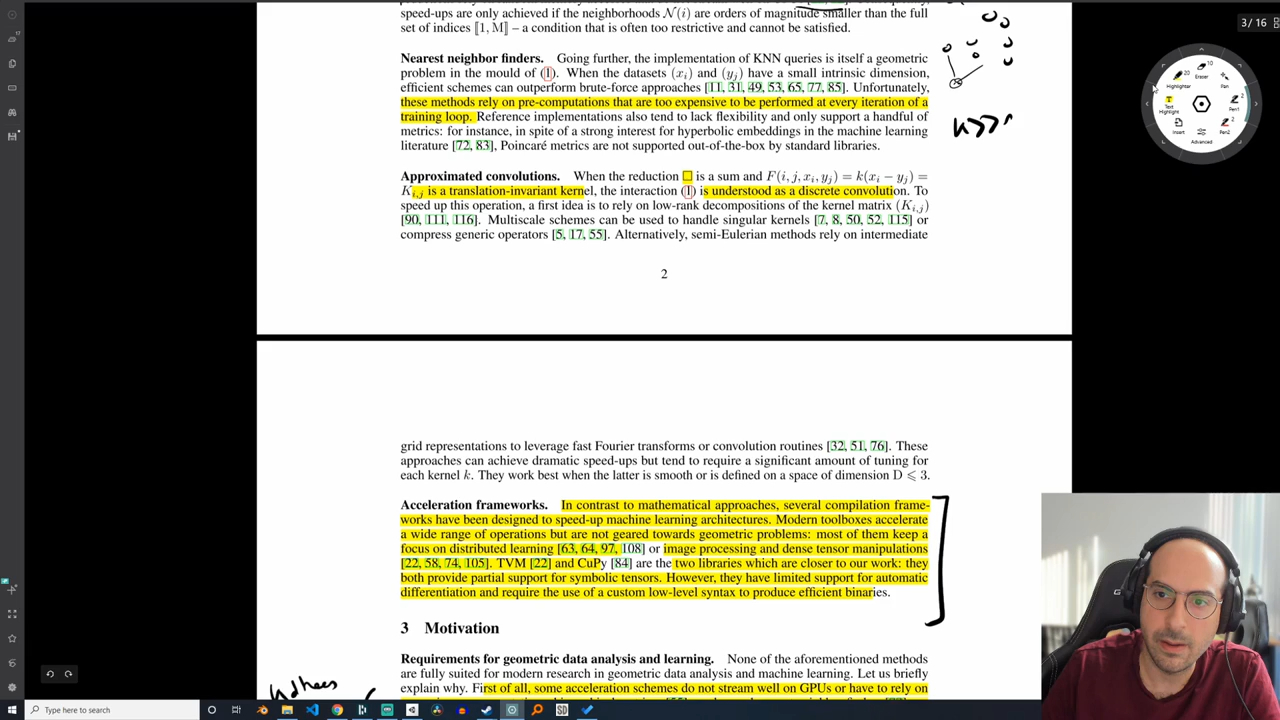 speed-ups are only achieved if the neighborhoods N(i) are orders of magnitude smaller than the full
set of indices ⟦1, M⟧ – a condition that is often too restrictive and cannot be satisfied.
Nearest neighbor finders. Going further, the implementation of KNN queries is itself a geometric
problem in the mould of (1). When the datasets (xᵢ) and (yⱼ) have a small intrinsic dimension,
efficient schemes can outperform brute-force approaches [11, 31, 49, 53, 65, 77, 85]. Unfortunately,
these methods rely on pre-computations that are too expensive to be performed at every iteration of a
training loop. Reference implementations also tend to lack flexibility and only support a handful of
metrics: for instance, in spite of a strong interest for hyperbolic embeddings in the machine learning
literature [72, 83], Poincaré metrics are not supported out-of-the-box by standard libraries.
Approximated convolutions. When the reduction □ is a sum and F(i, j, xᵢ, yⱼ) = k(xᵢ − yⱼ) =
Kᵢ,ⱼ is a translation-invariant kernel, the interaction (1) is understood as a discrete convolution. To
speed up this operation, a first idea is to rely on low-rank decompositions of the kernel matrix (Kᵢ,ⱼ)
[90, 111, 116]. Multiscale schemes can be used to handle singular kernels [7, 8, 50, 52, 115] or
compress generic operators [5, 17, 55]. Alternatively, semi-Eulerian methods rely on intermediate
2
grid representations to leverage fast Fourier transforms or convolution routines [32, 51, 76]. These
approaches can achieve dramatic speed-ups but tend to require a significant amount of tuning for
each kernel k. They work best when the latter is smooth or is defined on a space of dimension D ⩽ 3.
Acceleration frameworks. In contrast to mathematical approaches, several compilation frame-
works have been designed to speed-up machine learning architectures. Modern toolboxes accelerate
a wide range of operations but are not geared towards geometric problems: most of them keep a
focus on distributed learning [63, 64, 97, 108] or image processing and dense tensor manipulations
[22, 58, 74, 105]. TVM [22] and CuPy [84] are the two libraries which are closer to our work: they
both provide partial support for symbolic tensors. However, they have limited support for automatic
differentiation and require the use of a custom low-level syntax to produce efficient binaries.
3 Motivation
Requirements for geometric data analysis and learning. None of the aforementioned methods
are fully suited for modern research in geometric data analysis and machine learning. Let us briefly
explain why. First of all, some acceleration schemes do not stream well on GPUs or have to rely on
3 / 16
Highlighter
20
Eraser
10
Pen
Text
Highlight
Pen1
2
Insert
Pen2
2
Advanced
Type here to search